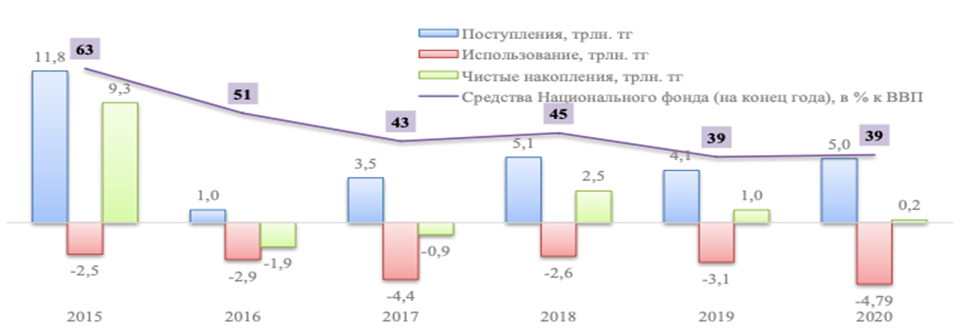 Поступления, трлн. тг
Использование, трлн. тг
Чистые накопления, трлн. тг
Средства Национального фонда (на конец года), в % к ВВП
63 51 43 45 39 39
11,8 1,0 3,5 5,1 4,1 5,0
9,3 -1,9 -0,9 2,5 1,0 0,2
-2,5 -2,9 -4,4 -2,6 -3,1 -4,79
2015 2016 2017 2018 2019 2020